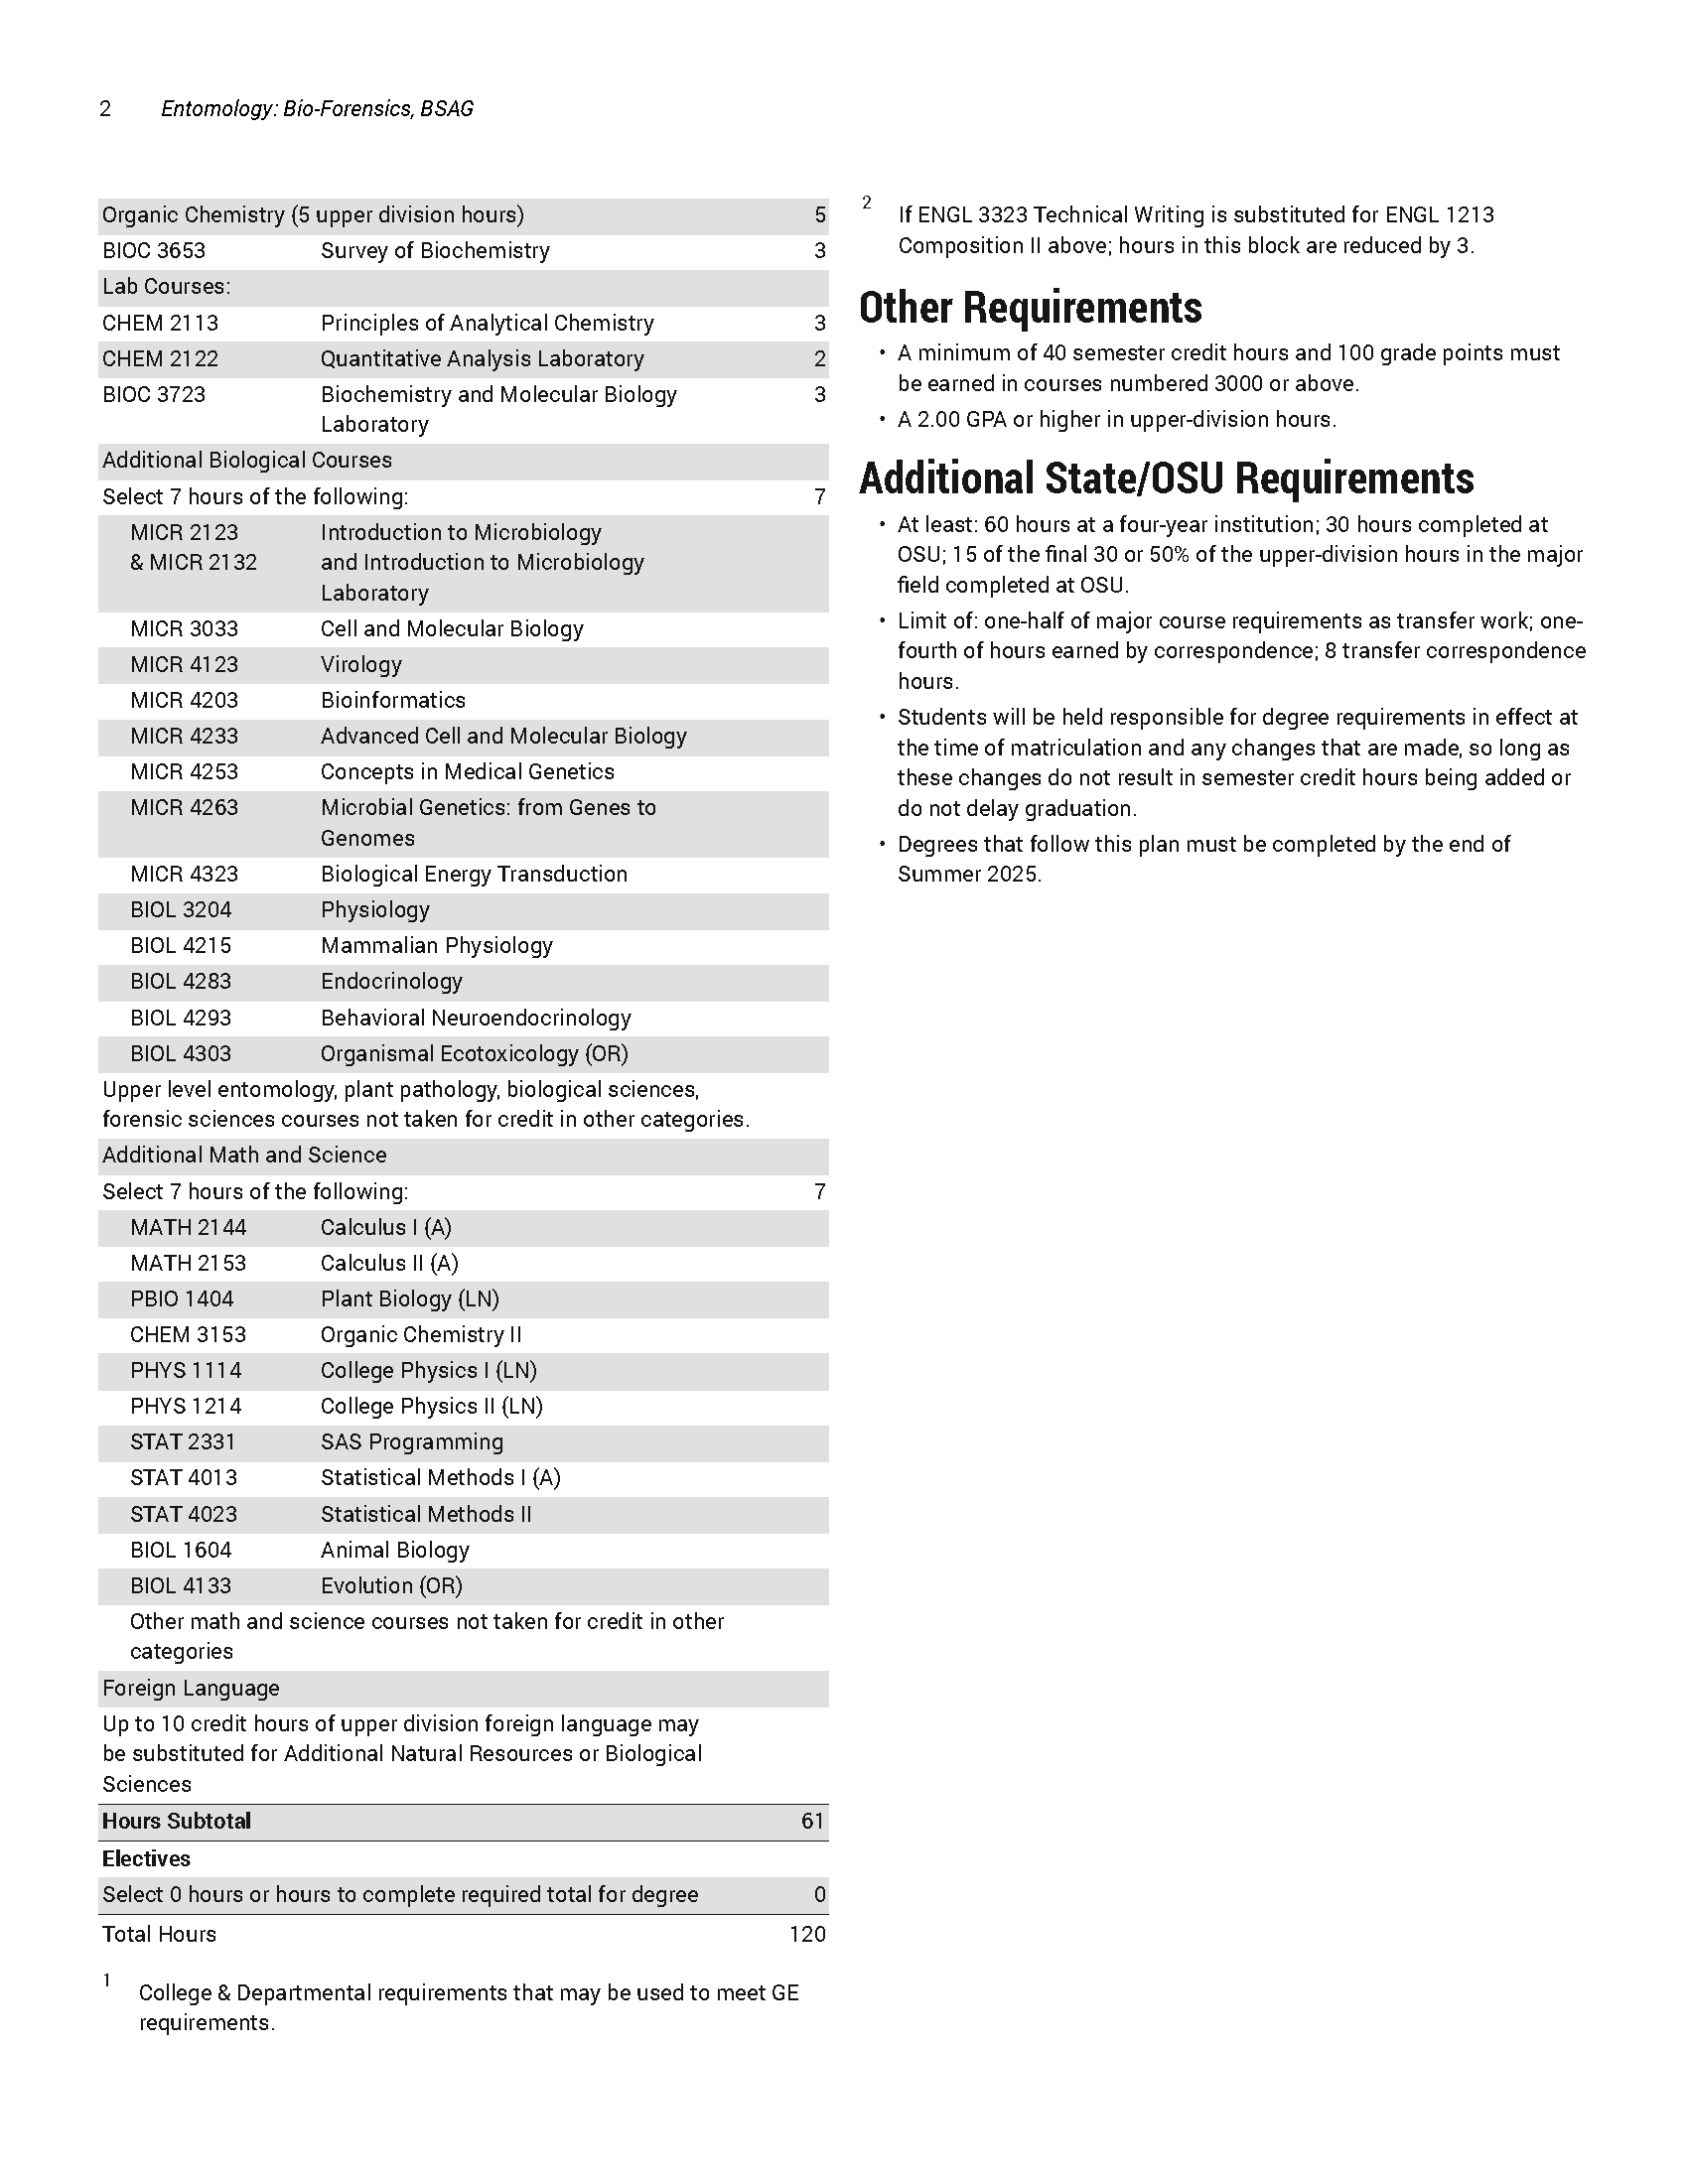 2 Entomology: Bio-Forensics, BSAG
Organic Chemistry (5 upper division hours) 5
BIOC 3653 Survey of Biochemistry 3
Lab Courses:
CHEM 2113 Principles of Analytical Chemistry 3
CHEM 2122 Quantitative Analysis Laboratory 2
BIOC 3723 Biochemistry and Molecular Biology 3
Laboratory
Additional Biological Courses
Select 7 hours of the following: 7
MICR 2123 Introduction to Microbiology
& MICR 2132 and Introduction to Microbiology
Laboratory
MICR 3033 Cell and Molecular Biology
MICR 4123 Virology
MICR 4203 Bioinformatics
MICR 4233 Advanced Cell and Molecular Biology
MICR 4253 Concepts in Medical Genetics
MICR 4263 Microbial Genetics: from Genes to
Genomes
MICR 4323 Biological Energy Transduction
BIOL 3204 Physiology
BIOL 4215 Mammalian Physiology
BIOL 4283 Endocrinology
BIOL 4293 Behavioral Neuroendocrinology
BIOL 4303 Organismal Ecotoxicology (OR)
Upper level entomology, plant pathology, biological sciences,
forensic sciences courses not taken for credit in other categories.
Additional Math and Science
Select 7 hours of the following: 7
MATH 2144 Calculus I (A)
MATH 2153 Calculus II (A)
PBIO 1404 Plant Biology (LN)
CHEM 3153 Organic Chemistry II
PHYS 1114 College Physics I (LN)
PHYS 1214 College Physics II (LN)
STAT 2331 SAS Programming
STAT 4013 Statistical Methods I (A)
STAT 4023 Statistical Methods II
BIOL 1604 Animal Biology
BIOL 4133 Evolution (OR)
Other math and science courses not taken for credit in other
categories
Foreign Language
Up to 10 credit hours of upper division foreign language may
be substituted for Additional Natural Resources or Biological
Sciences
Hours Subtotal 61
Electives
Select 0 hours or hours to complete required total for degree 0
Total Hours 120
1 College & Departmental requirements that may be used to meet GE
requirements.
2 If ENGL 3323 Technical Writing is substituted for ENGL 1213
Composition II above; hours in this block are reduced by 3.
Other Requirements
• A minimum of 40 semester credit hours and 100 grade points must
be earned in courses numbered 3000 or above.
• A 2.00 GPA or higher in upper-division hours.
Additional State/OSU Requirements
• At least: 60 hours at a four-year institution; 30 hours completed at
OSU; 15 of the final 30 or 50% of the upper-division hours in the major
field completed at OSU.
• Limit of: one-half of major course requirements as transfer work; one-
fourth of hours earned by correspondence; 8 transfer correspondence
hours.
• Students will be held responsible for degree requirements in effect at
the time of matriculation and any changes that are made, so long as
these changes do not result in semester credit hours being added or
do not delay graduation.
• Degrees that follow this plan must be completed by the end of
Summer 2025.